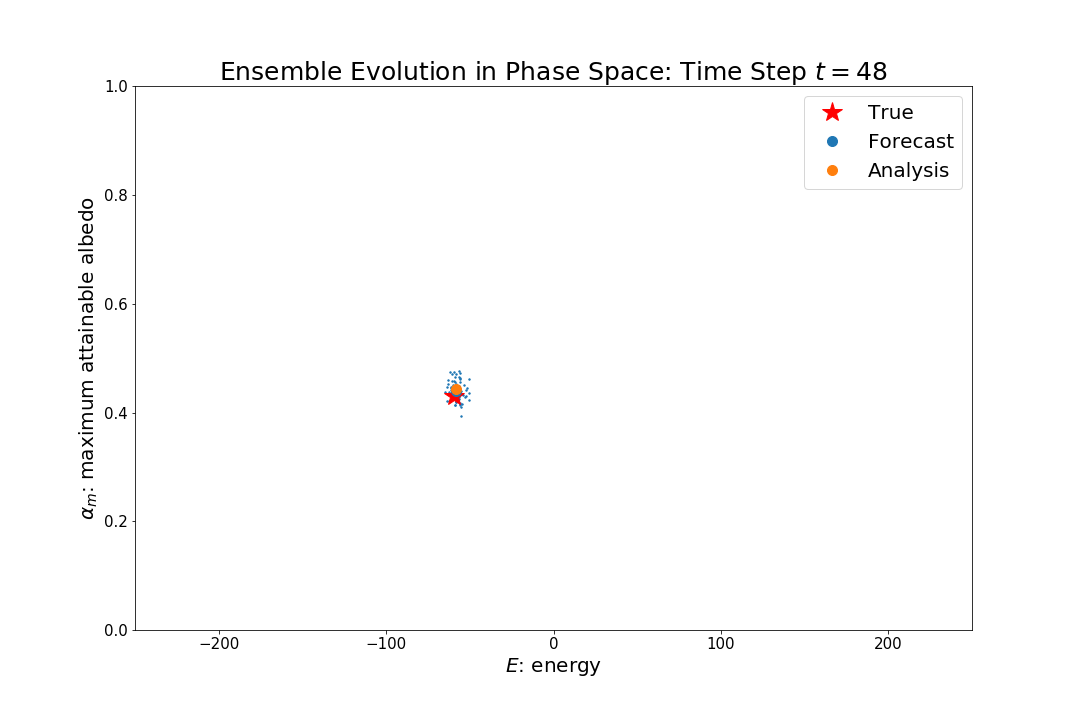 Ensemble Evolution in Phase Space: Time Step t = 48
True
Forecast
Analysis
α_m: maximum attainable albedo
1.0
0.8
0.6
0.4
0.2
0.0
−200
−100
0
100
200
E: energy